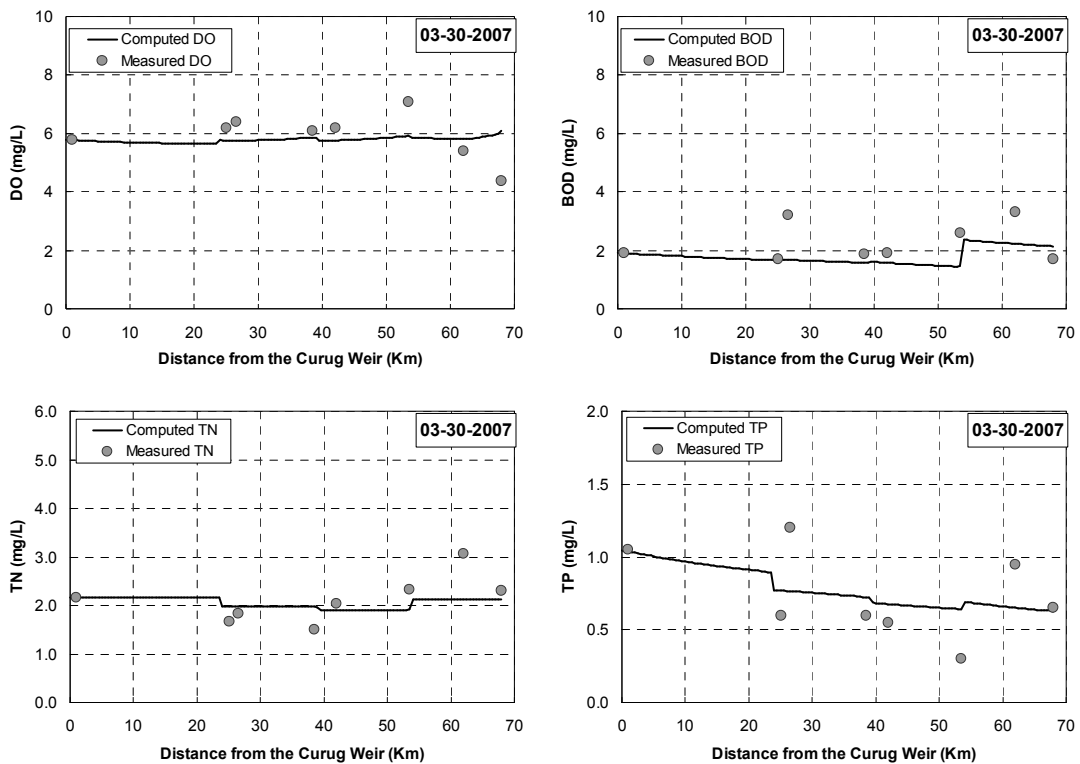 10
8
6
4
2
0
DO (mg/L)
Computed DO
Measured DO
03-30-2007
0 10 20 30 40 50 60 70
Distance from the Curug Weir (Km)
10
8
6
4
2
0
BOD (mg/L)
Computed BOD
Measured BOD
03-30-2007
0 10 20 30 40 50 60 70
Distance from the Curug Weir (Km)
6.0
5.0
4.0
3.0
2.0
1.0
0.0
TN (mg/L)
Computed TN
Measured TN
03-30-2007
0 10 20 30 40 50 60 70
Distance from the Curug Weir (Km)
2.0
1.5
1.0
0.5
0.0
TP (mg/L)
Computed TP
Measured TP
03-30-2007
0 10 20 30 40 50 60 70
Distance from the Curug Weir (Km)